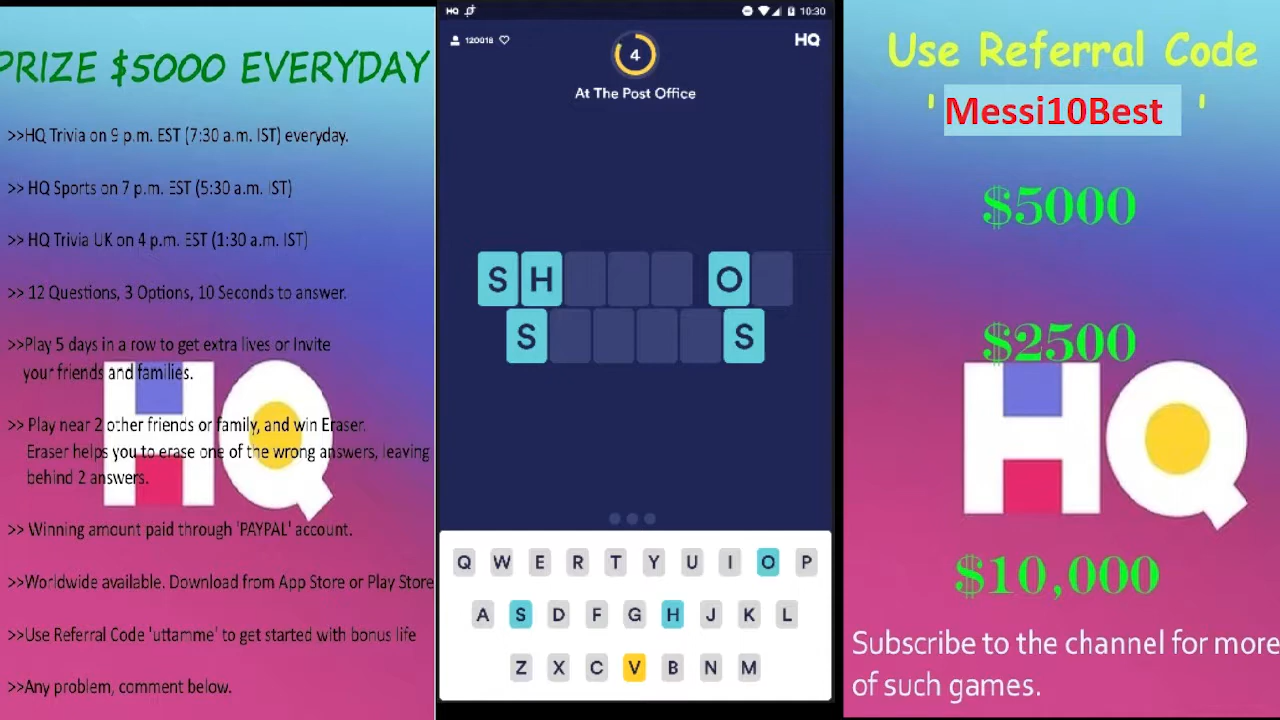 PRIZE $5000 EVERYDAY
>>HQ Trivia on 9 p.m. EST (7:30 a.m. IST) everyday.
>> HQ Sports on 7 p.m. EST (5:30 a.m. IST)
>> HQ Trivia UK on 4 p.m. EST (1:30 a.m. IST)
>> 12 Questions, 3 Options, 10 Seconds to answer.
>>Play 5 days in a row to get extra lives or Invite
your friends and families.
>> Play near 2 other friends or family, and win Eraser.
Eraser helps you to erase one of the wrong answers, leaving
behind 2 answers.
>> Winning amount paid through 'PAYPAL' account.
>>Worldwide available. Download from App Store or Play Store
>>Use Referral Code 'uttamme' to get started with bonus life
>>Any problem, comment below.
HQ
HQ 10:30
120018 HQ
4
At The Post Office
S H O
S S
Q W E R T Y U I O P
A S D F G H J K L
Z X C V B N M
Use Referral Code
' Messi10Best '
$5000
$2500
HQ
$10,000
Subscribe to the channel for more
of such games.